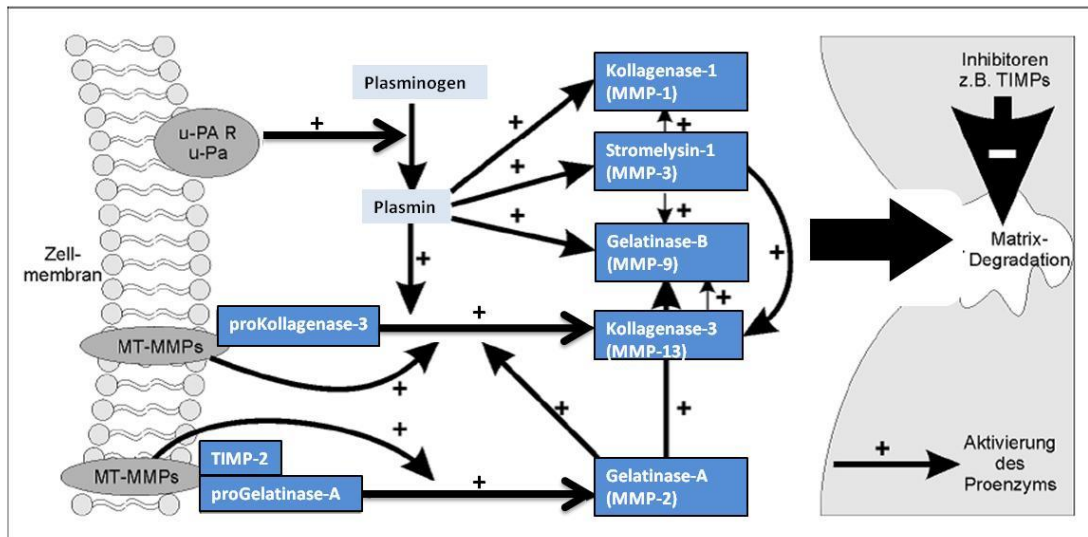 Plasminogen
u-PA R
u-Pa
+
Plasmin
+
+
+
+
Kollagenase-1
(MMP-1)
+
Stromelysin-1
(MMP-3)
+
Gelatinase-B
(MMP-9)
+
+
Inhibitoren
z.B. TIMPs
Matrix-
Degradation
Zell-
membran
proKollagenase-3
MT-MMPs
+
+
Kollagenase-3
(MMP-13)
+
+
+
TIMP-2
MT-MMPs
proGelatinase-A
+
Gelatinase-A
(MMP-2)
+
Aktivierung
des
Proenzyms